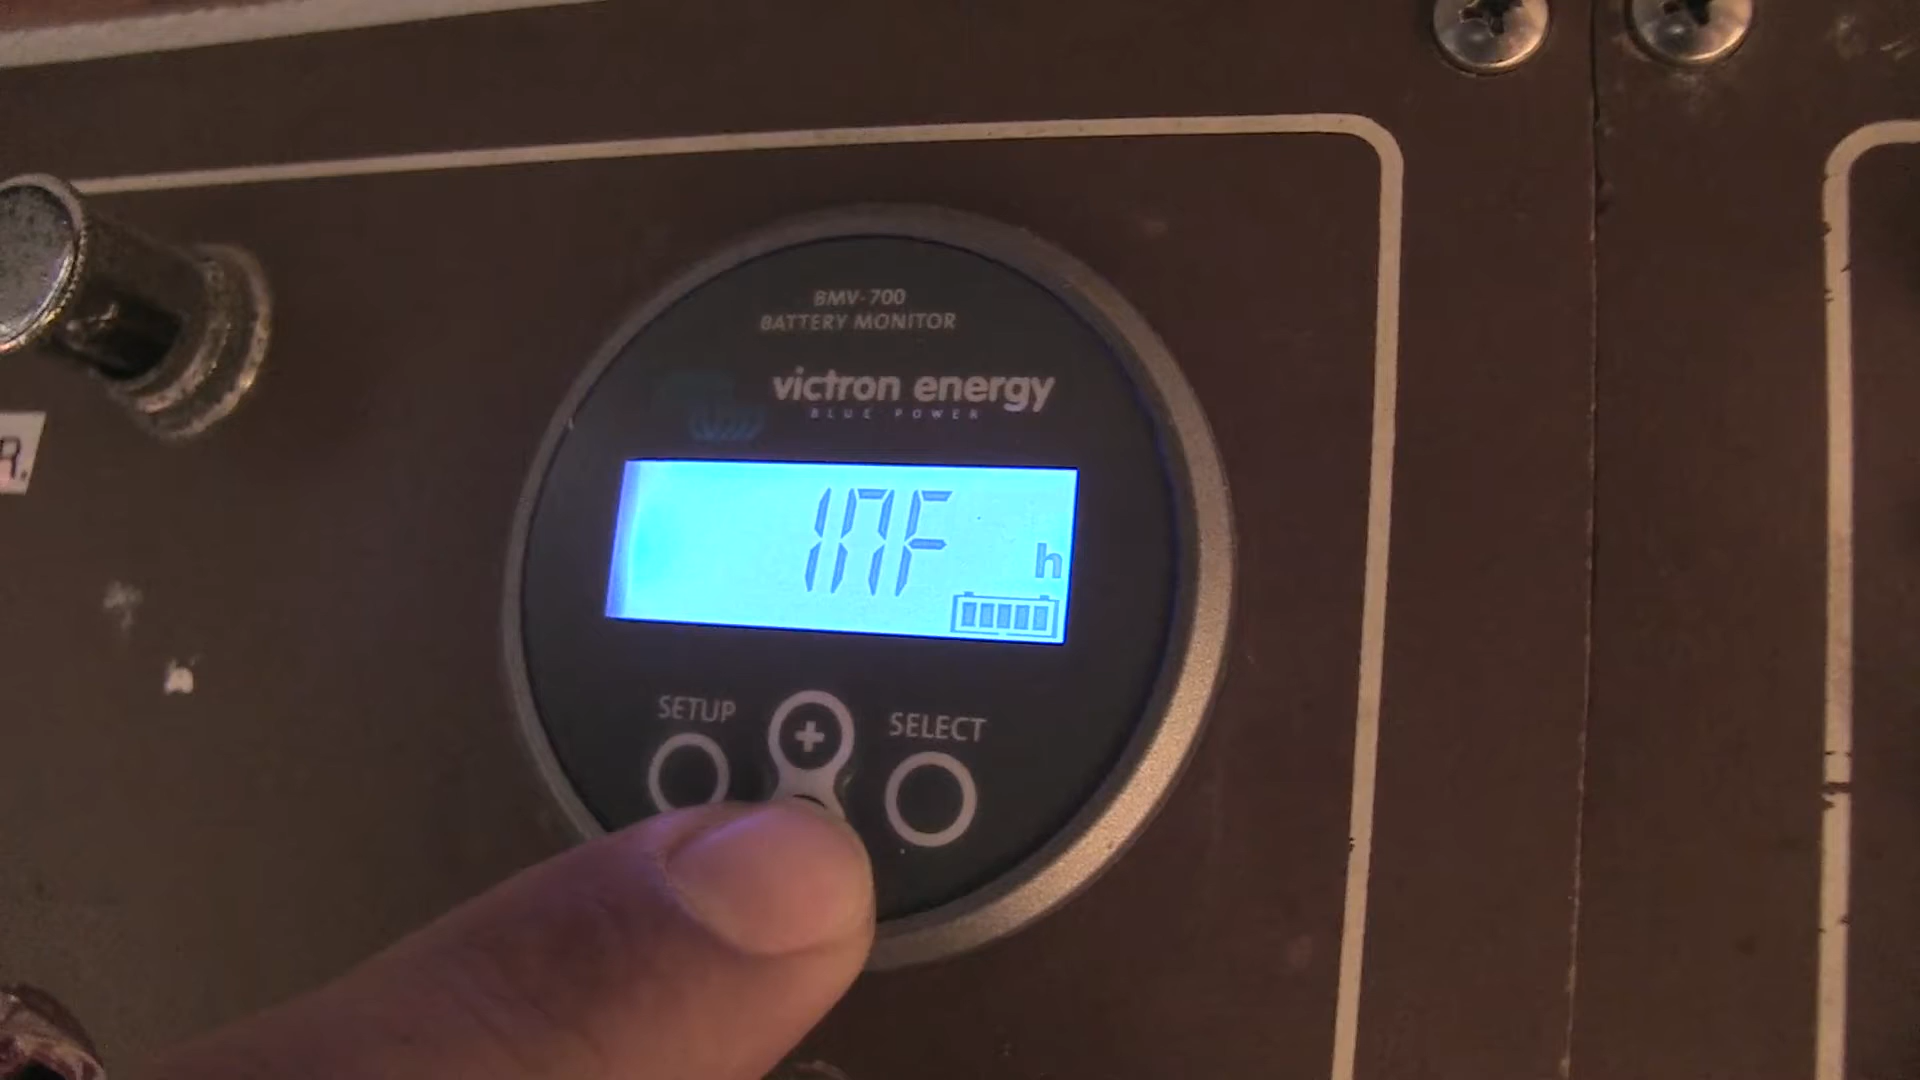 BMV-700
BATTERY MONITOR
victron energy
BLUE POWER
INF
h
SETUP
+
SELECT
R.